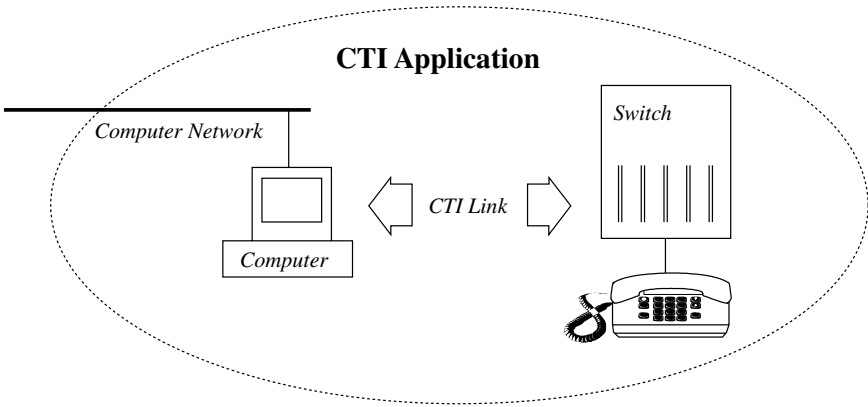 CTI Application
Switch
Computer Network
CTI Link
Computer